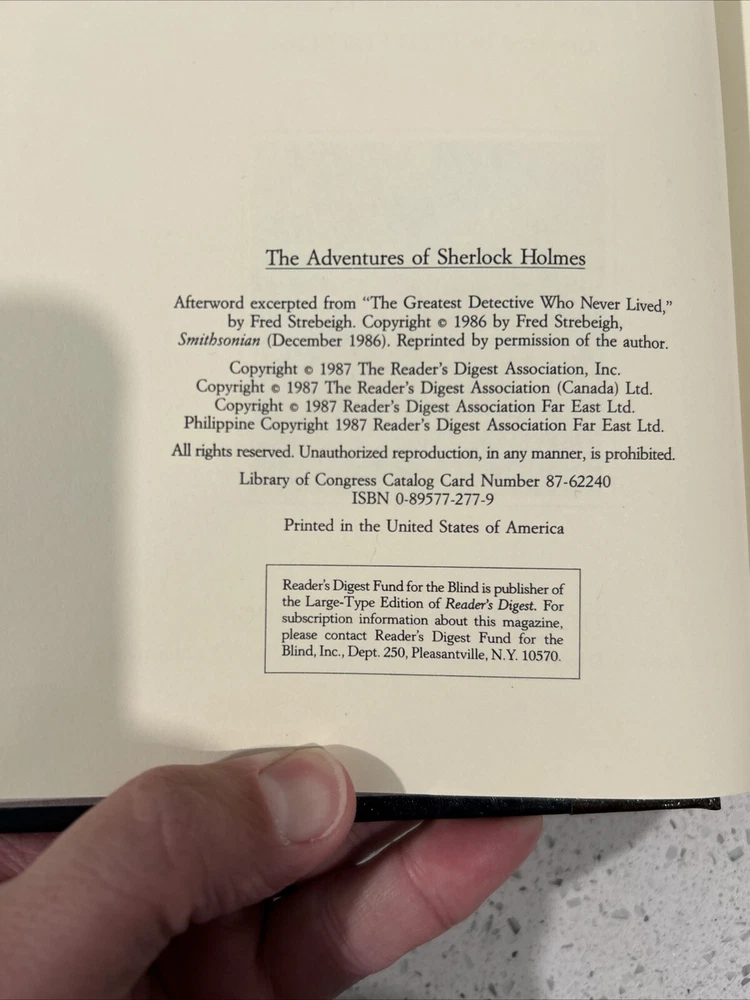 The Adventures of Sherlock Holmes
Afterword excerpted from “The Greatest Detective Who Never Lived,”
by Fred Strebeigh. Copyright © 1986 by Fred Strebeigh,
Smithsonian (December 1986). Reprinted by permission of the author.
Copyright © 1987 The Reader's Digest Association, Inc.
Copyright © 1987 The Reader's Digest Association (Canada) Ltd.
Copyright © 1987 Reader's Digest Association Far East Ltd.
Philippine Copyright 1987 Reader's Digest Association Far East Ltd.
All rights reserved. Unauthorized reproduction, in any manner, is prohibited.
Library of Congress Catalog Card Number 87-62240
ISBN 0-89577-277-9
Printed in the United States of America
Reader's Digest Fund for the Blind is publisher of
the Large-Type Edition of Reader's Digest. For
subscription information about this magazine,
please contact Reader's Digest Fund for the
Blind, Inc., Dept. 250, Pleasantville, N.Y. 10570.